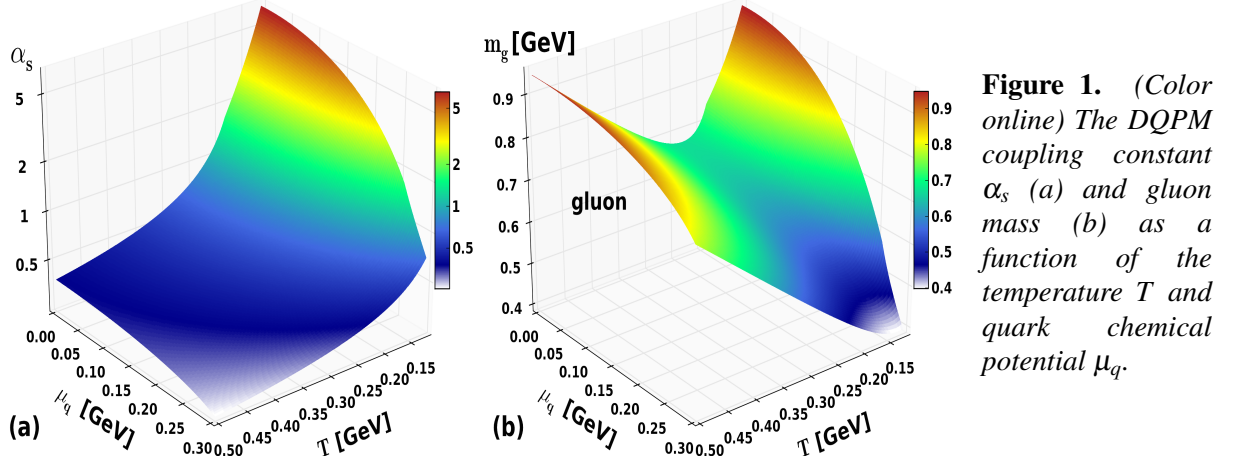 αs
5
2
1
0.5
5
2
1
0.5
0.00
0.05
0.10
0.15
0.20
0.25
0.30
μq [GeV]
0.50
0.45
0.40
0.35
0.30
0.25
0.20
0.15
T [GeV]
(a)
mg [GeV]
0.9
0.8
0.7
0.6
0.5
0.4
gluon
0.9
0.8
0.7
0.6
0.5
0.4
0.00
0.05
0.10
0.15
0.20
0.25
0.30
μq [GeV]
0.50
0.45
0.40
0.35
0.30
0.25
0.20
0.15
T [GeV]
(b)
Figure 1. (Color
online) The DQPM
coupling constant
αs (a) and gluon
mass (b) as a
function of the
temperature T and
quark chemical
potential μq.